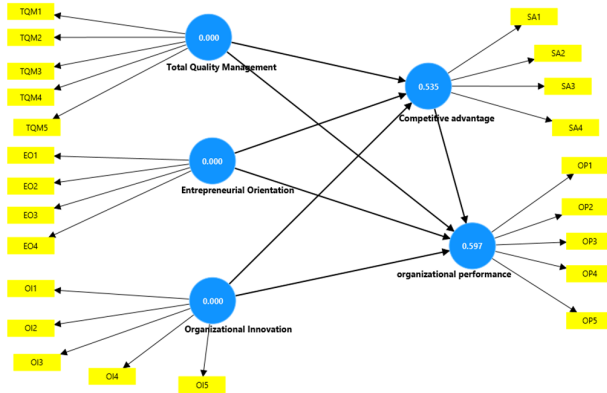 TQM1
TQM2
TQM3
TQM4
TQM5
0.000
Total Quality Management
EO1
EO2
EO3
EO4
0.000
Entrepreneurial Orientation
OI1
OI2
OI3
OI4
OI5
0.000
Organizational Innovation
0.535
Competitive advantage
SA1
SA2
SA3
SA4
0.597
organizational performance
OP1
OP2
OP3
OP4
OP5